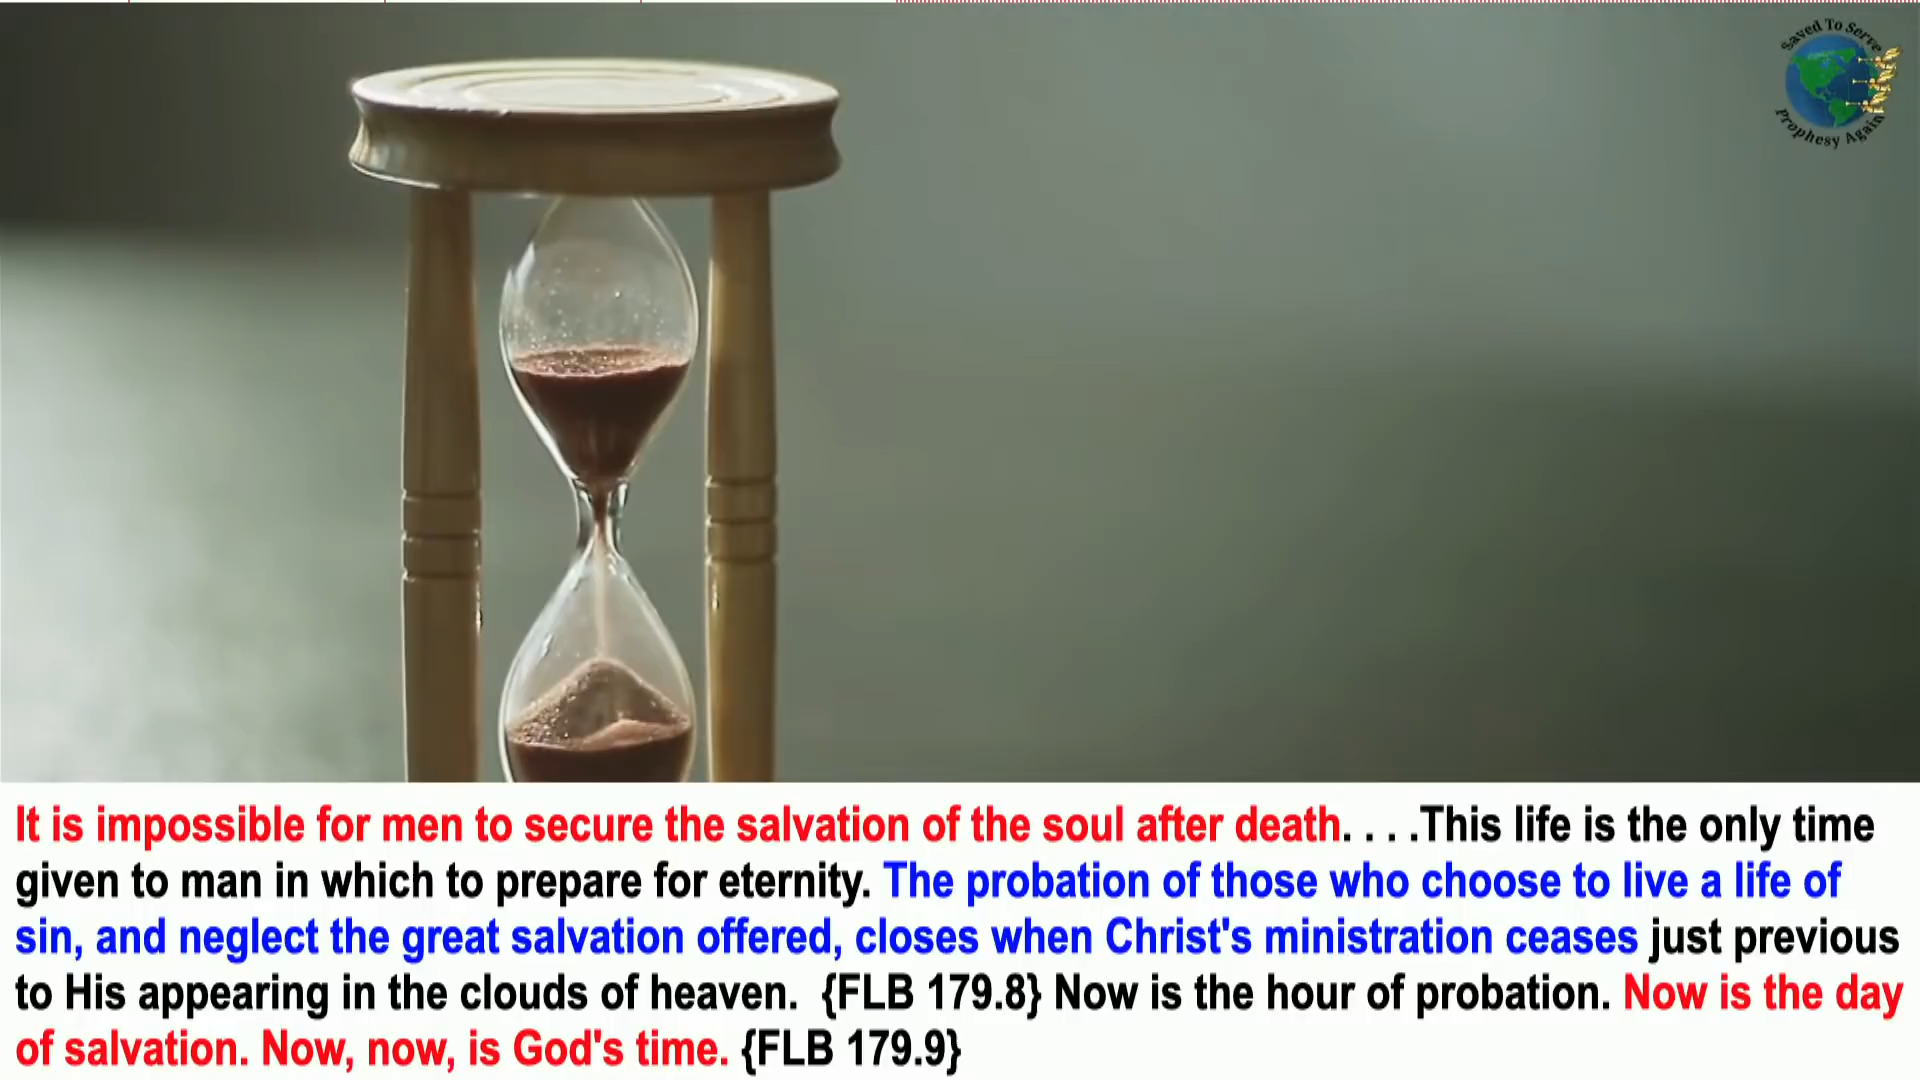 Saved To Serve
Prophesy Again
It is impossible for men to secure the salvation of the soul after death. . . .This life is the only time
given to man in which to prepare for eternity. The probation of those who choose to live a life of
sin, and neglect the great salvation offered, closes when Christ's ministration ceases just previous
to His appearing in the clouds of heaven.  {FLB 179.8} Now is the hour of probation. Now is the day
of salvation. Now, now, is God's time. {FLB 179.9}